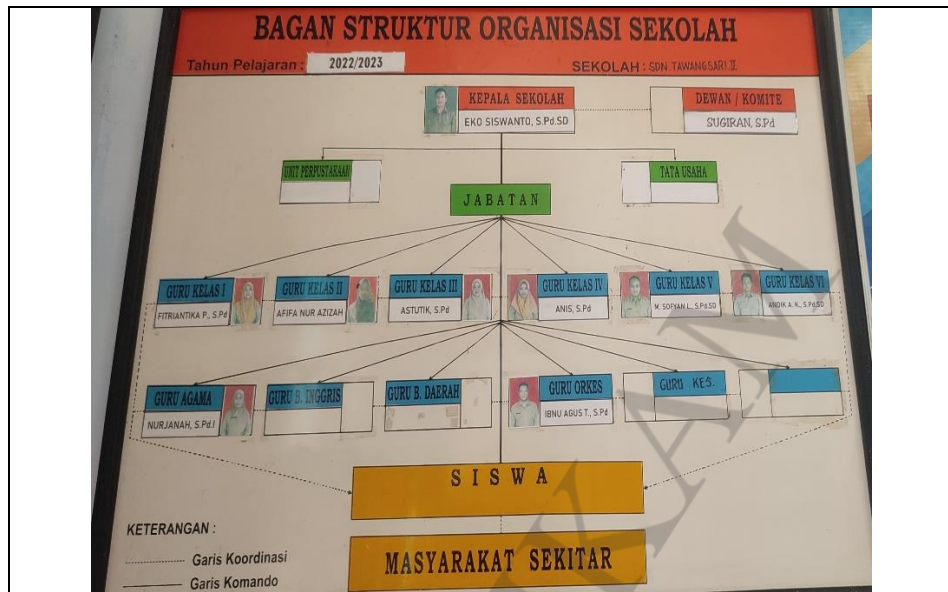 BAGAN STRUKTUR ORGANISASI SEKOLAH
Tahun Pelajaran : 2022/2023
SEKOLAH : SDN. TAWANGSARI II
KEPALA SEKOLAH
EKO SISWANTO, S.Pd.SD
DEWAN / KOMITE
SUGIRAN, S.Pd
UNIT PERPUSTAKAAN
TATA USAHA
JABATAN
GURU KELAS I
FITRIANTIKA P., S.Pd
GURU KELAS II
AFIFA NUR AZIZAH
GURU KELAS III
ASTUTIK, S.Pd
GURU KELAS IV
ANIS, S.Pd
GURU KELAS V
M. SOFYAN L., S.Pd.SD
GURU KELAS VI
ANDIK A. K., S.Pd.SD
GURU AGAMA
NURJANAH, S.Pd.I
GURU B. INGGRIS
GURU B. DAERAH
GURU ORKES
IBNU AGUS T., S.Pd
GURU KES.
SISWA
MASYARAKAT SEKITAR
KETERANGAN :
Garis Koordinasi
Garis Komando